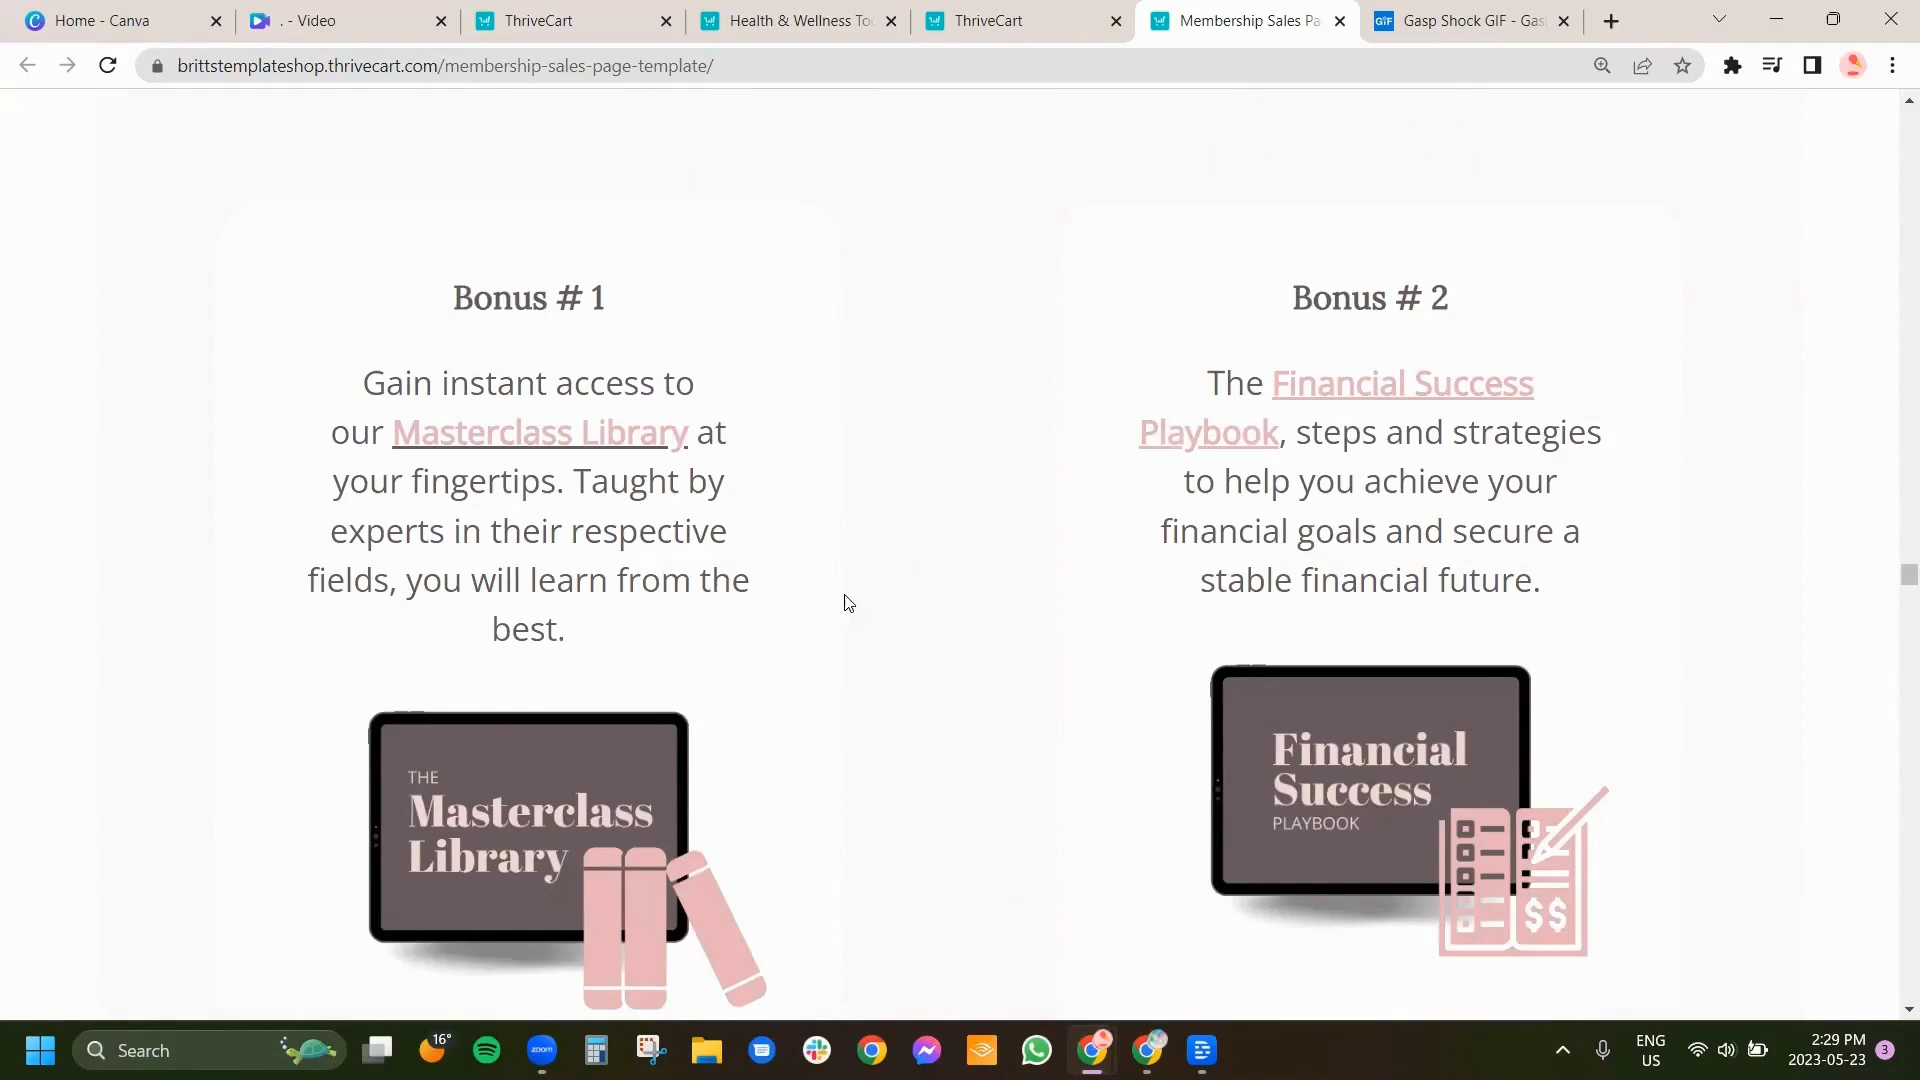 Home - Canva
. - Video
ThriveCart
Health & Wellness To
ThriveCart
Membership Sales Pa
GIF
Gasp Shock GIF - Gas
brittstemplateshop.thrivecart.com/membership-sales-page-template/
Bonus # 1
Gain instant access to
our Masterclass Library at
your fingertips. Taught by
experts in their respective
fields, you will learn from the
best.
THE
Masterclass
Library
Bonus # 2
The Financial Success
Playbook, steps and strategies
to help you achieve your
financial goals and secure a
stable financial future.
Financial
Success
PLAYBOOK
$$
Search
16°
zoom
ENG
US
2:29 PM
2023-05-23
3